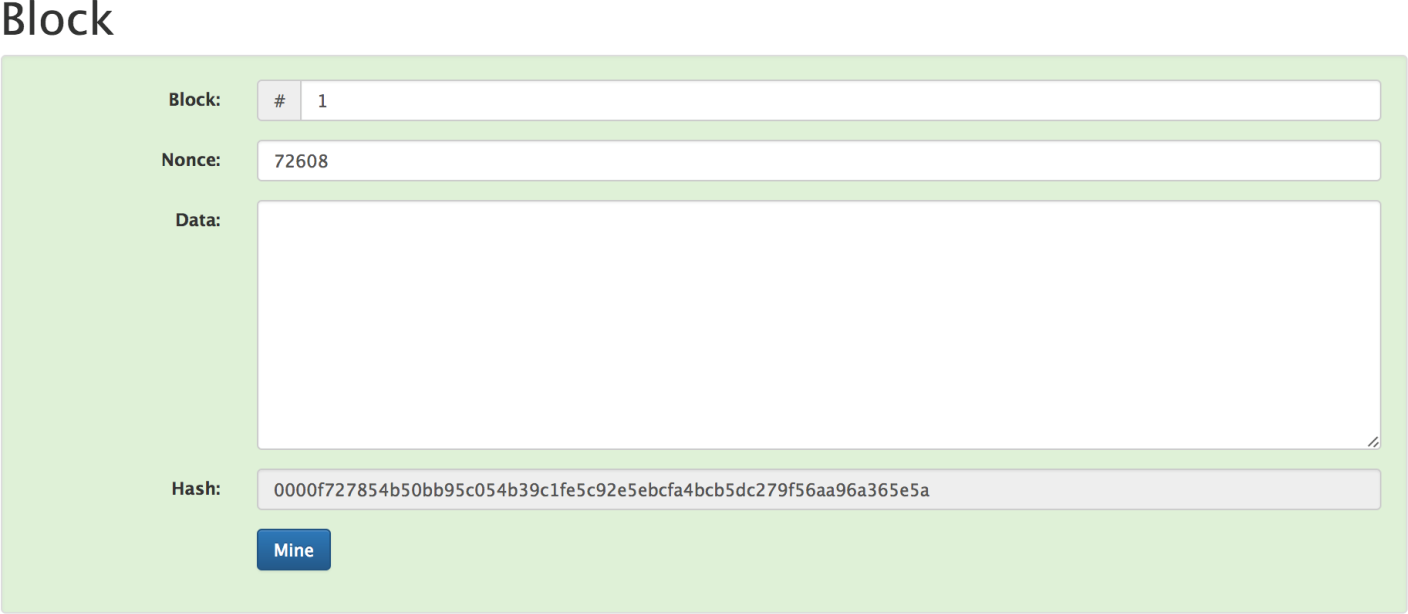 Block
Block: # 1
Nonce: 72608
Data:
Hash: 0000f727854b50bb95c054b39c1fe5c92e5ebcfa4bcb5dc279f56aa96a365e5a
Mine